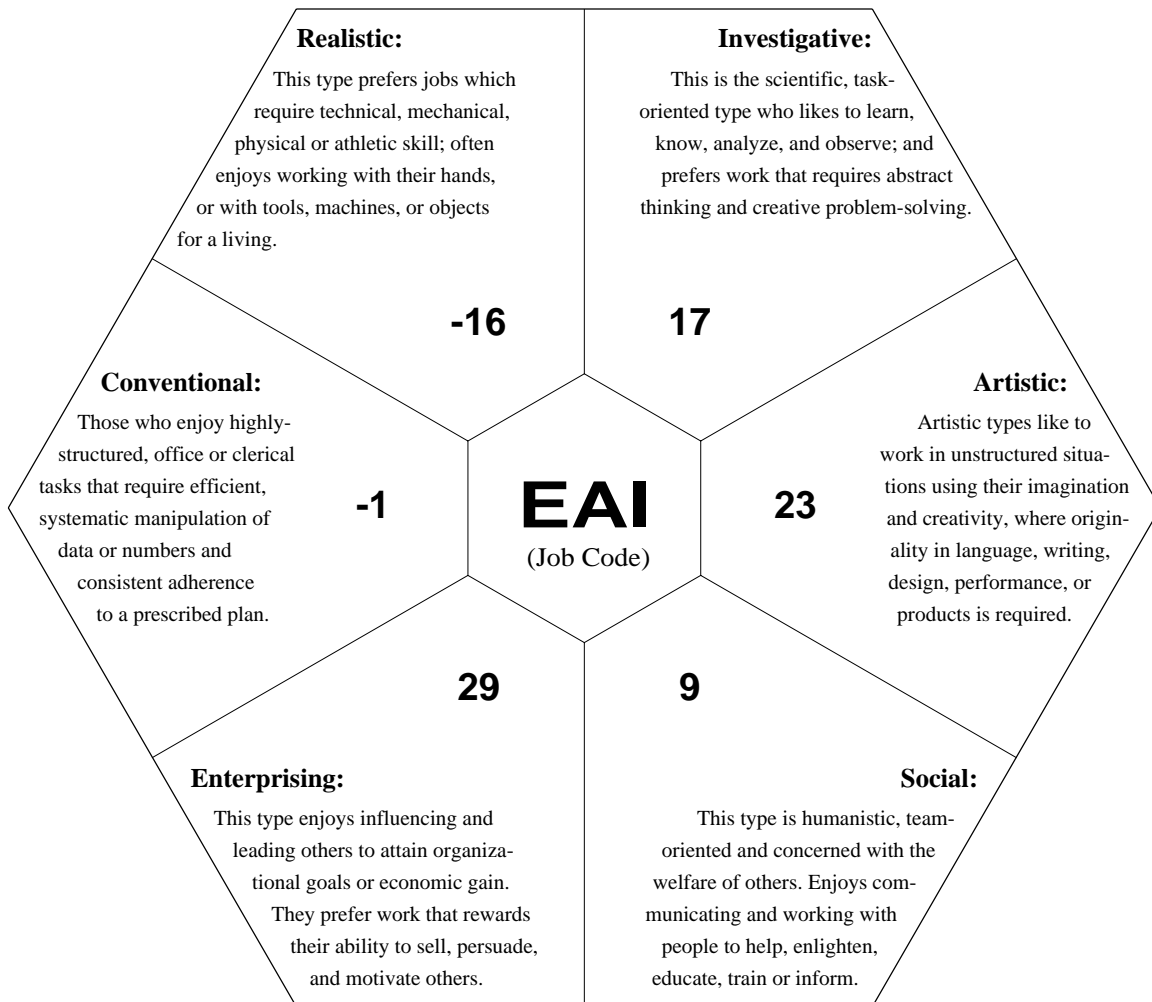 Realistic:
This type prefers jobs which
require technical, mechanical,
physical or athletic skill; often
enjoys working with their hands,
or with tools, machines, or objects
for a living.
-16
Investigative:
This is the scientific, task-
oriented type who likes to learn,
know, analyze, and observe; and
prefers work that requires abstract
thinking and creative problem-solving.
17
Conventional:
Those who enjoy highly-
structured, office or clerical
tasks that require efficient,
systematic manipulation of
data or numbers and
consistent adherence
to a prescribed plan.
-1
EAI
(Job Code)
Artistic:
Artistic types like to
work in unstructured situa-
tions using their imagination
and creativity, where origin-
ality in language, writing,
design, performance, or
products is required.
23
29
Enterprising:
This type enjoys influencing and
leading others to attain organiza-
tional goals or economic gain.
They prefer work that rewards
their ability to sell, persuade,
and motivate others.
9
Social:
This type is humanistic, team-
oriented and concerned with the
welfare of others. Enjoys com-
municating and working with
people to help, enlighten,
educate, train or inform.